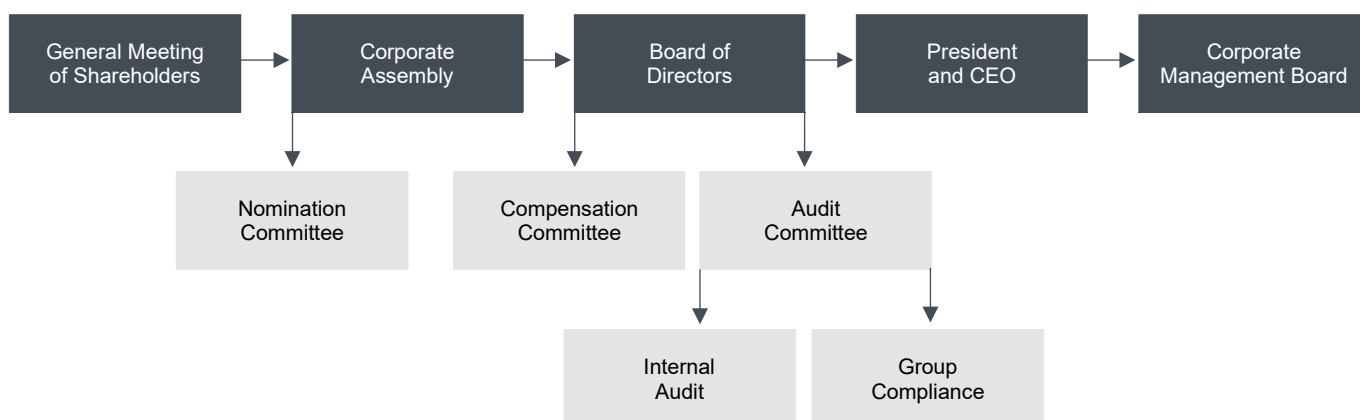 General Meeting
of Shareholders
Corporate
Assembly
Board of
Directors
President
and CEO
Corporate
Management Board
Nomination
Committee
Compensation
Committee
Audit
Committee
Internal
Audit
Group
Compliance